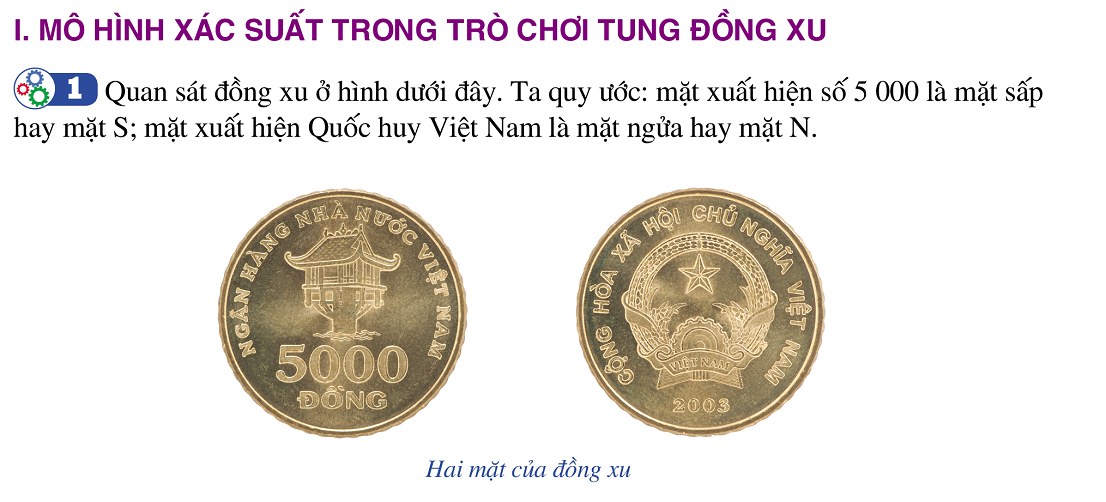 I. MÔ HÌNH XÁC SUẤT TRONG TRÒ CHƠI TUNG ĐỒNG XU
1 Quan sát đồng xu ở hình dưới đây. Ta quy ước: mặt xuất hiện số 5 000 là mặt sấp
hay mặt S; mặt xuất hiện Quốc huy Việt Nam là mặt ngửa hay mặt N.
NGÂN HÀNG NHÀ NƯỚC VIỆT NAM
5000
ĐỒNG
CỘNG HÒA XÃ HỘI CHỦ NGHĨA VIỆT NAM
VIỆT NAM
2003
Hai mặt của đồng xu